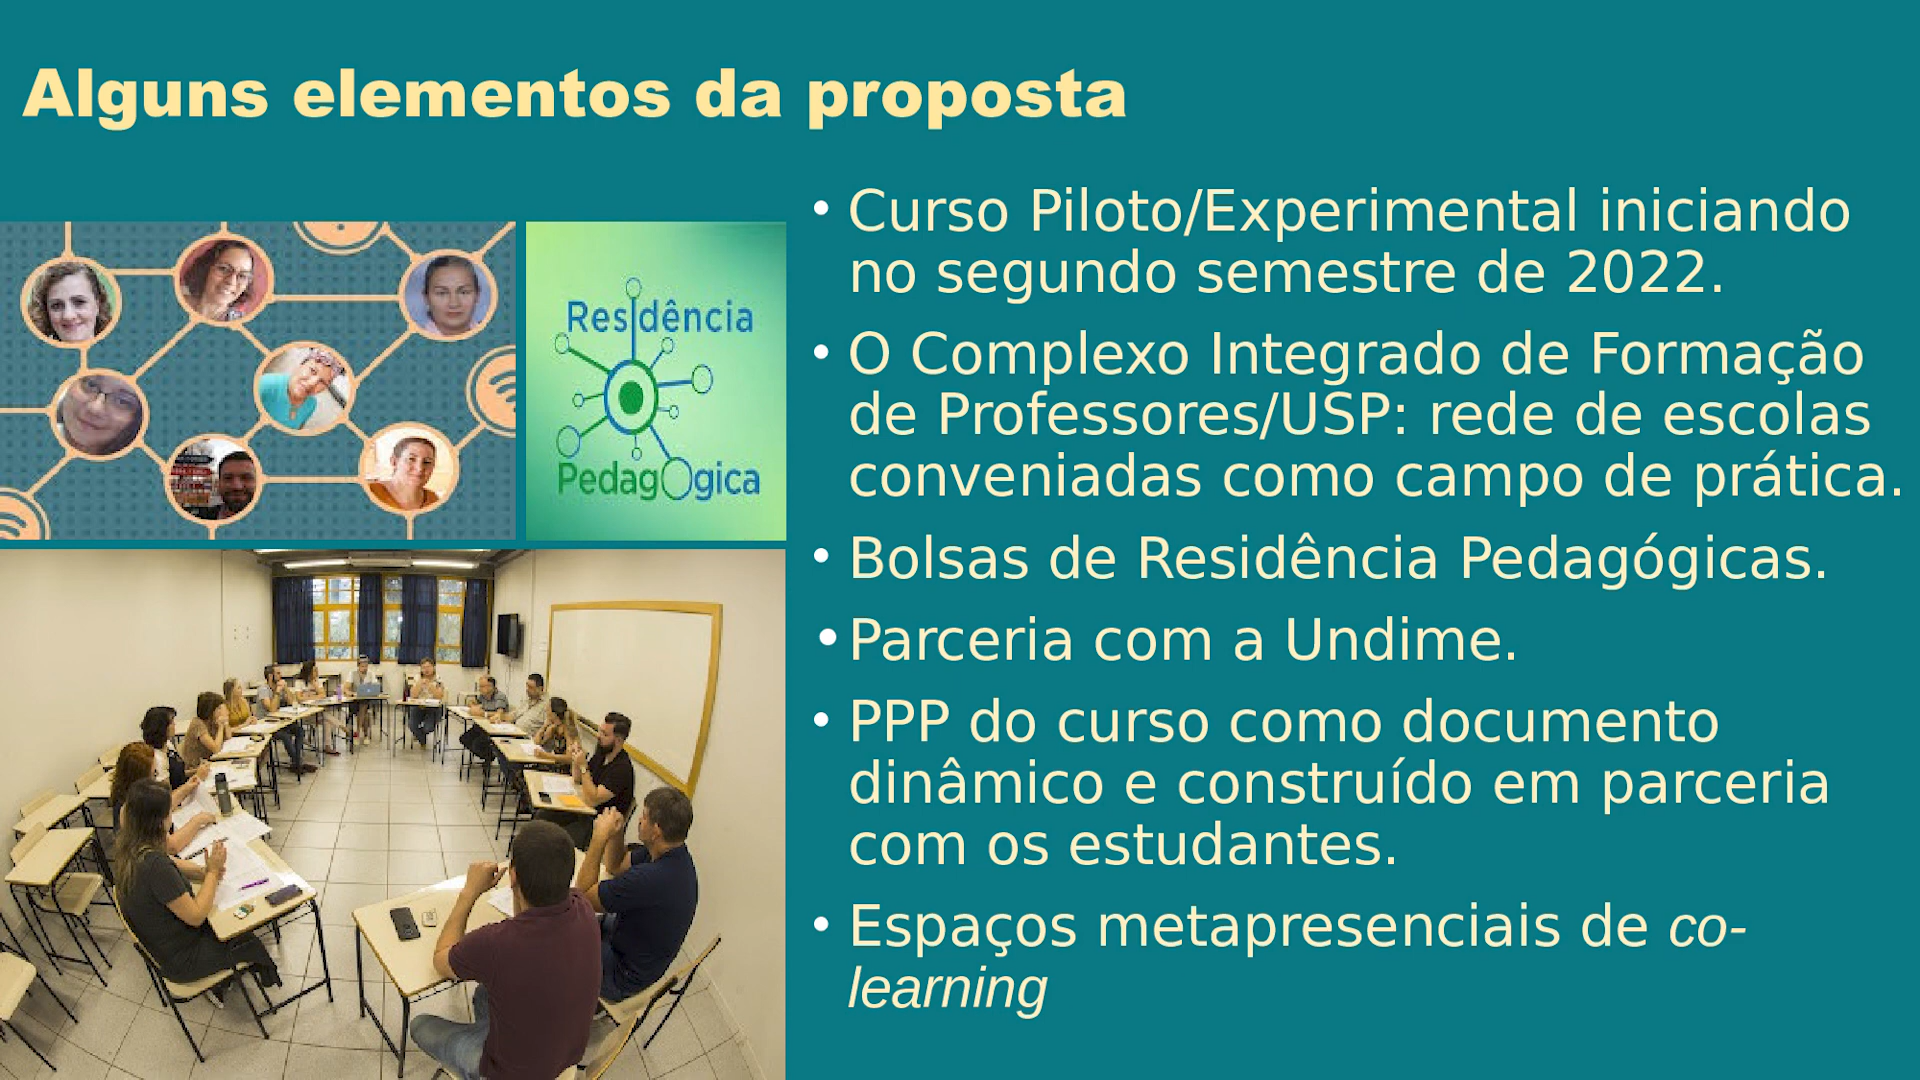 Alguns elementos da proposta
Residência
PedagOgica
• Curso Piloto/Experimental iniciando
no segundo semestre de 2022.
• O Complexo Integrado de Formação
de Professores/USP: rede de escolas
conveniadas como campo de prática.
• Bolsas de Residência Pedagógicas.
• Parceria com a Undime.
• PPP do curso como documento
dinâmico e construído em parceria
com os estudantes.
• Espaços metapresenciais de co-
learning